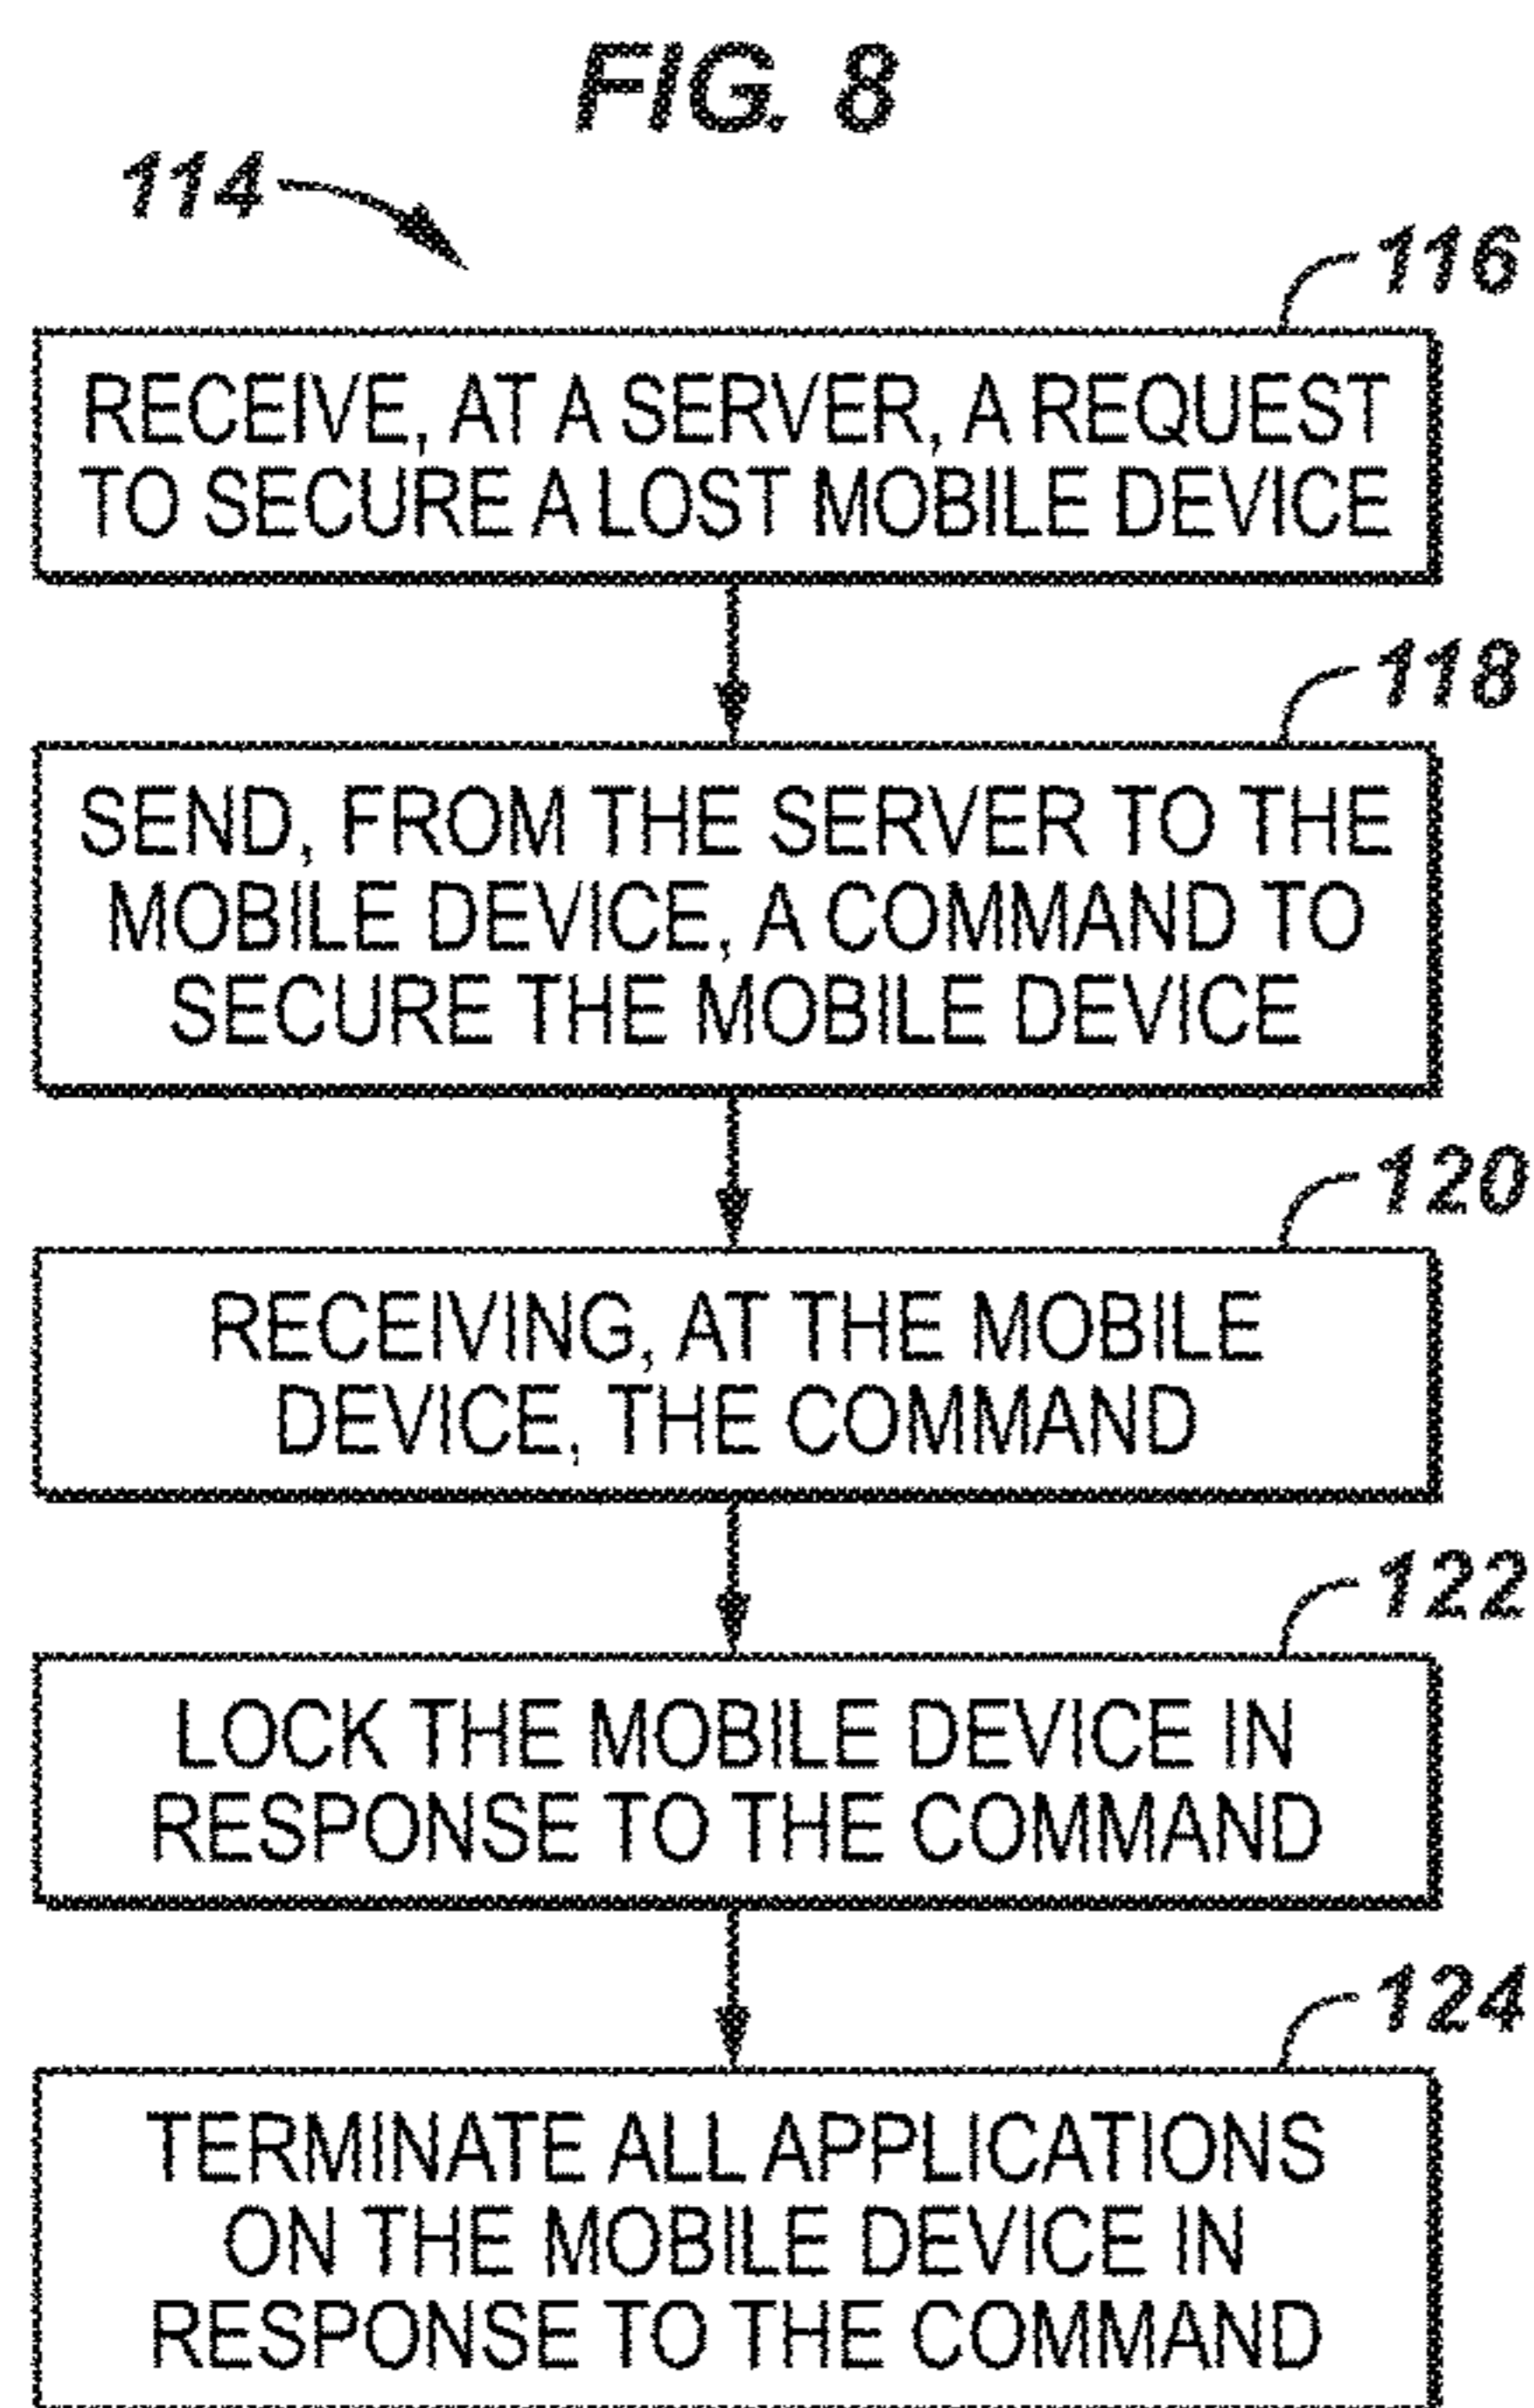 FIG. 8
114
116
RECEIVE, AT A SERVER, A REQUEST
TO SECURE A LOST MOBILE DEVICE
118
SEND, FROM THE SERVER TO THE
MOBILE DEVICE, A COMMAND TO
SECURE THE MOBILE DEVICE
120
RECEIVING, AT THE MOBILE
DEVICE, THE COMMAND
122
LOCK THE MOBILE DEVICE IN
RESPONSE TO THE COMMAND
124
TERMINATE ALL APPLICATIONS
ON THE MOBILE DEVICE IN
RESPONSE TO THE COMMAND